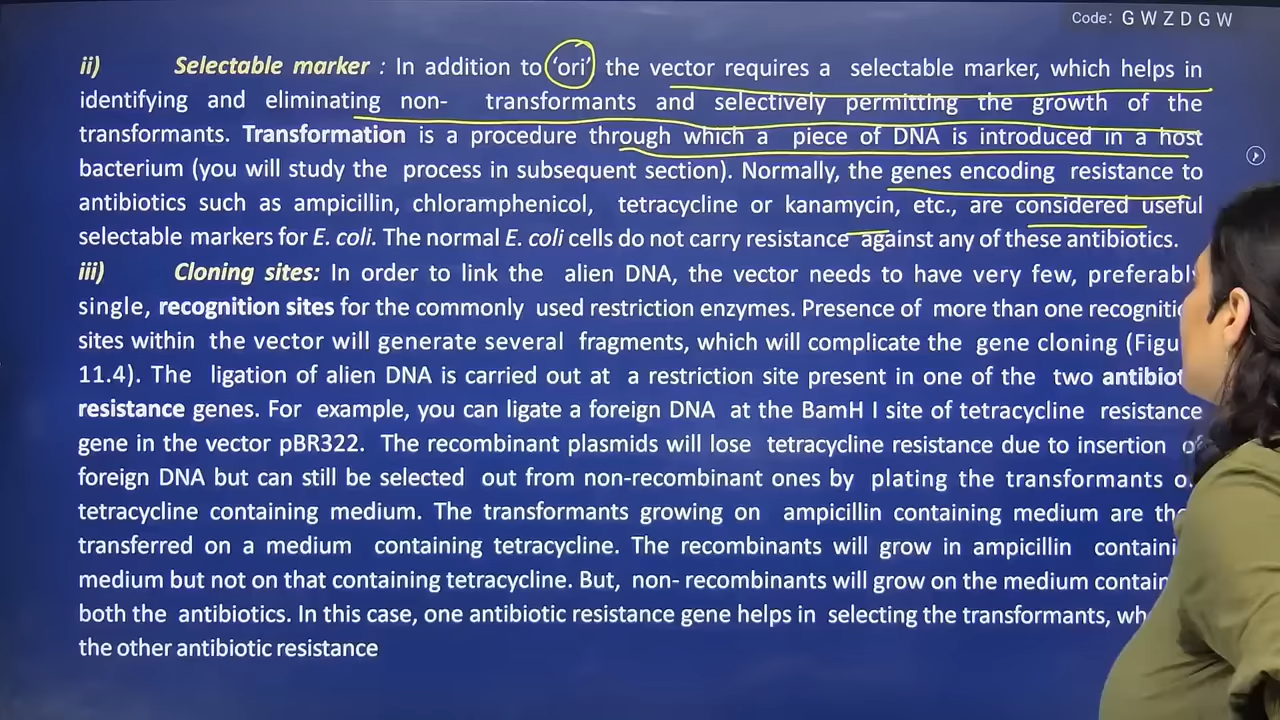 Code: G W Z D G W
ii) Selectable marker : In addition to 'ori' the vector requires a selectable marker, which helps in
identifying and eliminating non- transformants and selectively permitting the growth of the
transformants. Transformation is a procedure through which a piece of DNA is introduced in a host
bacterium (you will study the process in subsequent section). Normally, the genes encoding resistance to
antibiotics such as ampicillin, chloramphenicol, tetracycline or kanamycin, etc., are considered useful
selectable markers for E. coli. The normal E. coli cells do not carry resistance against any of these antibiotics.
iii) Cloning sites: In order to link the alien DNA, the vector needs to have very few,
single, recognition sites for the commonly used restriction enzymes. Presence of more than one
sites within the vector will generate several fragments, which will complicate the gene cloning
11.4). The ligation of alien DNA is carried out at a restriction site present in one of the two
resistance genes. For example, you can ligate a foreign DNA at the BamH I site of tetracycline resistance
gene in the vector pBR322. The recombinant plasmids will lose tetracycline resistance due to insertion
foreign DNA but can still be selected out from non-recombinant ones by plating the transformants
tetracycline containing medium. The transformants growing on ampicillin containing medium are
transferred on a medium containing tetracycline. The recombinants will grow in ampicillin
medium but not on that containing tetracycline. But, non- recombinants will grow on the medium
both the antibiotics. In this case, one antibiotic resistance gene helps in selecting the transformants,
the other antibiotic resistance